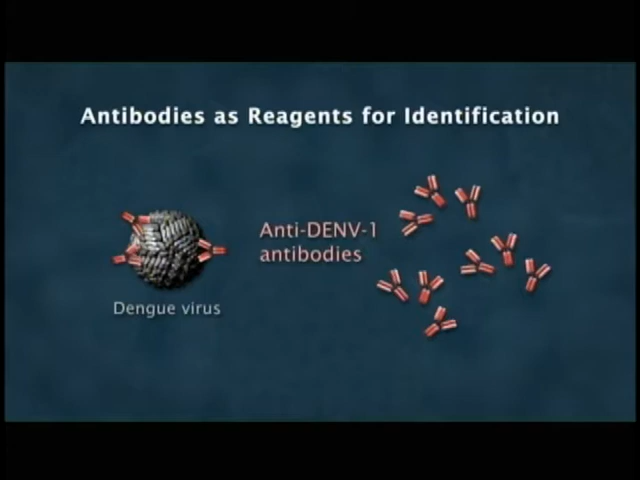 Antibodies as Reagents for Identification
Anti-DENV-1
antibodies
Dengue virus